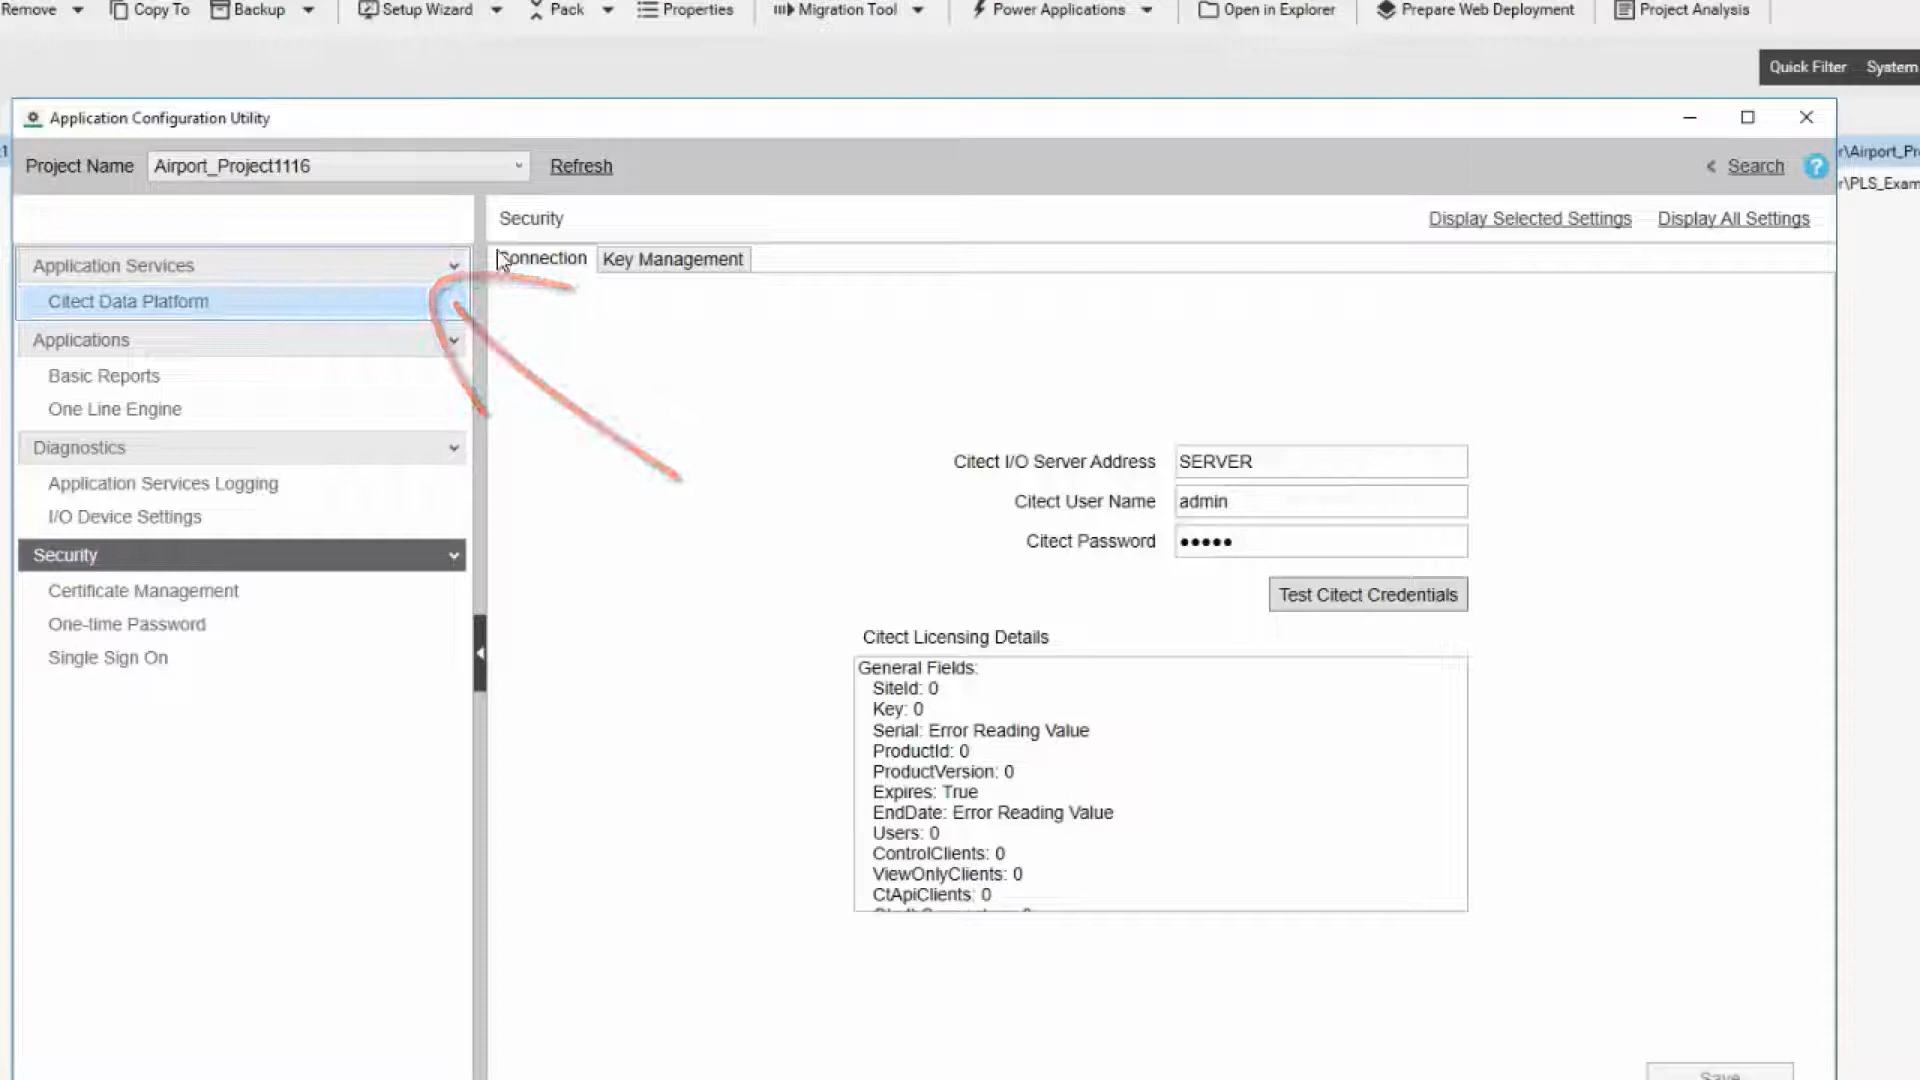 Remove Copy To Backup Setup Wizard Pack Properties Migration Tool Power Applications Open in Explorer Prepare Web Deployment Project Analysis
Quick Filter System
Application Configuration Utility
Project Name Airport_Project1116 Refresh Search ?
r\Airport_Pr
r\PLS_Exam
Security Display Selected Settings Display All Settings
Connection Key Management
Application Services
Citect Data Platform
Applications
Basic Reports
One Line Engine
Diagnostics
Application Services Logging
I/O Device Settings
Security
Certificate Management
One-time Password
Single Sign On
Citect I/O Server Address SERVER
Citect User Name admin
Citect Password •••••
Test Citect Credentials
Citect Licensing Details
General Fields:
SiteId: 0
Key: 0
Serial: Error Reading Value
ProductId: 0
ProductVersion: 0
Expires: True
EndDate: Error Reading Value
Users: 0
ControlClients: 0
ViewOnlyClients: 0
CtApiClients: 0
Save